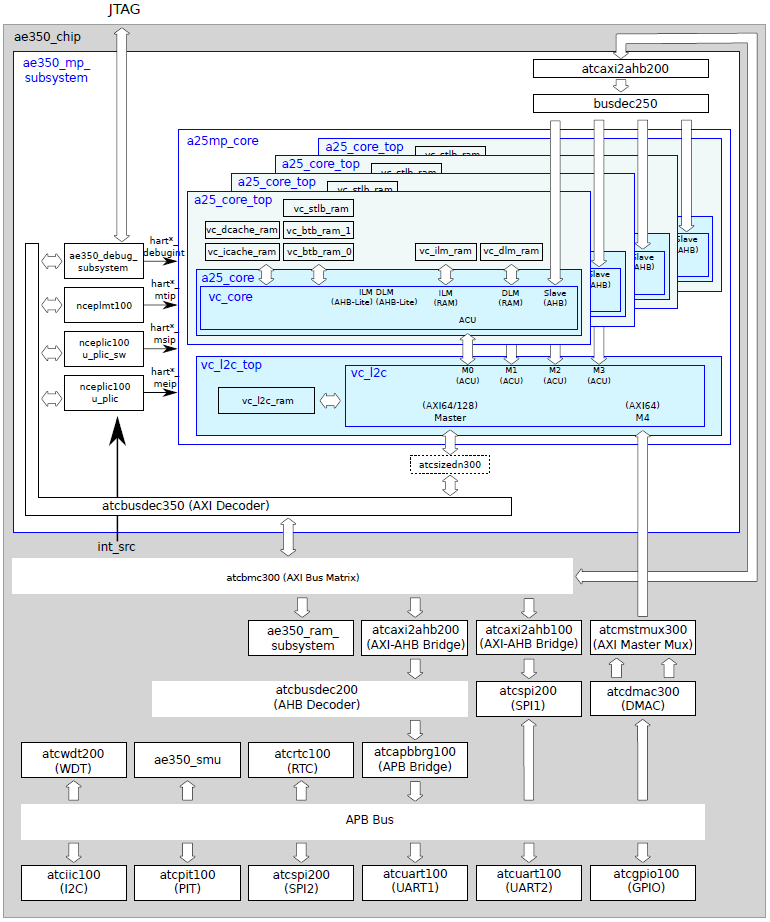 JTAG
ae350_chip
ae350_mp_
subsystem
atcaxi2ahb200
busdec250
a25mp_core
a25_core_top
vc_stlb_ram
a25_core_top
vc_stlb_ram
a25_core_top
vc_stlb_ram
a25_core_top
vc_stlb_ram
vc_dcache_ram
vc_btb_ram_1
vc_icache_ram
vc_btb_ram_0
vc_ilm_ram
vc_dlm_ram
a25_core
vc_core
ILM DLM
(AHB-Lite) (AHB-Lite)
ILM
(RAM)
DLM
(RAM)
Slave
(AHB)
ACU
Slave
(AHB)
Slave
(AHB)
Slave
(AHB)
ae350_debug_
subsystem
hart*_
debugint
nceplmt100
hart*_
mtip
nceplic100
u_plic_sw
hart*_
msip
nceplic100
u_plic
hart*_
meip
vc_l2c_top
vc_l2c
M0
(ACU)
M1
(ACU)
M2
(ACU)
M3
(ACU)
vc_l2c_ram
(AXI64/128)
Master
(AXI64)
M4
atcsizedn300
atcbusdec350 (AXI Decoder)
int_src
atcbmc300 (AXI Bus Matrix)
ae350_ram_
subsystem
atcaxi2ahb200
(AXI-AHB Bridge)
atcaxi2ahb100
(AXI-AHB Bridge)
atcmstmux300
(AXI Master Mux)
atcbusdec200
(AHB Decoder)
atcspi200
(SPI1)
atcdmac300
(DMAC)
atcwdt200
(WDT)
ae350_smu
atcrtc100
(RTC)
atcapbbrg100
(APB Bridge)
APB Bus
atciic100
(I2C)
atcpit100
(PIT)
atcspi200
(SPI2)
atcuart100
(UART1)
atcuart100
(UART2)
atcgpio100
(GPIO)